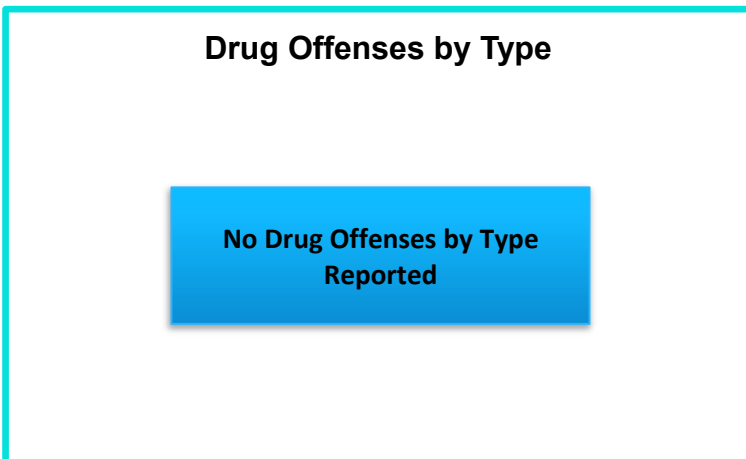 Drug Offenses by Type
No Drug Offenses by Type
Reported